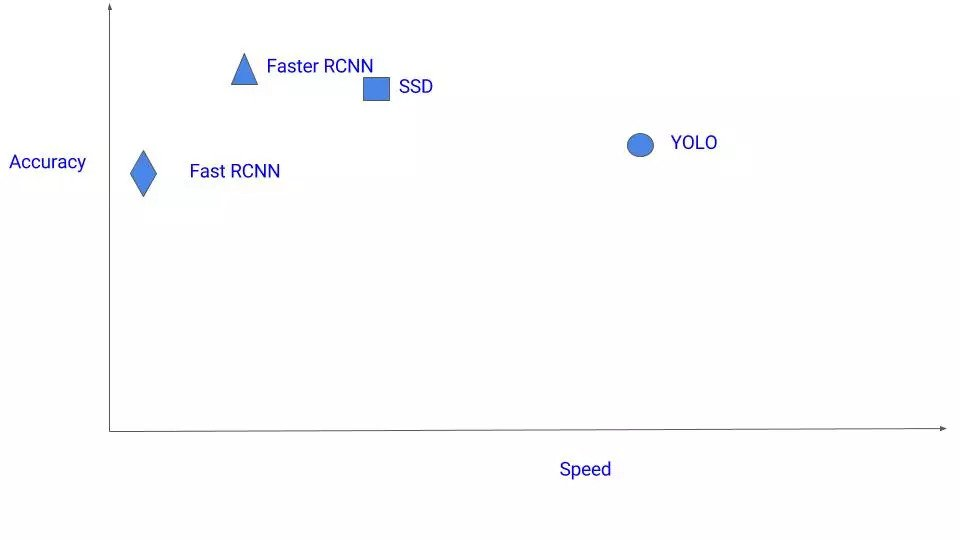 Faster RCNN
SSD
YOLO
Accuracy
Fast RCNN
Speed